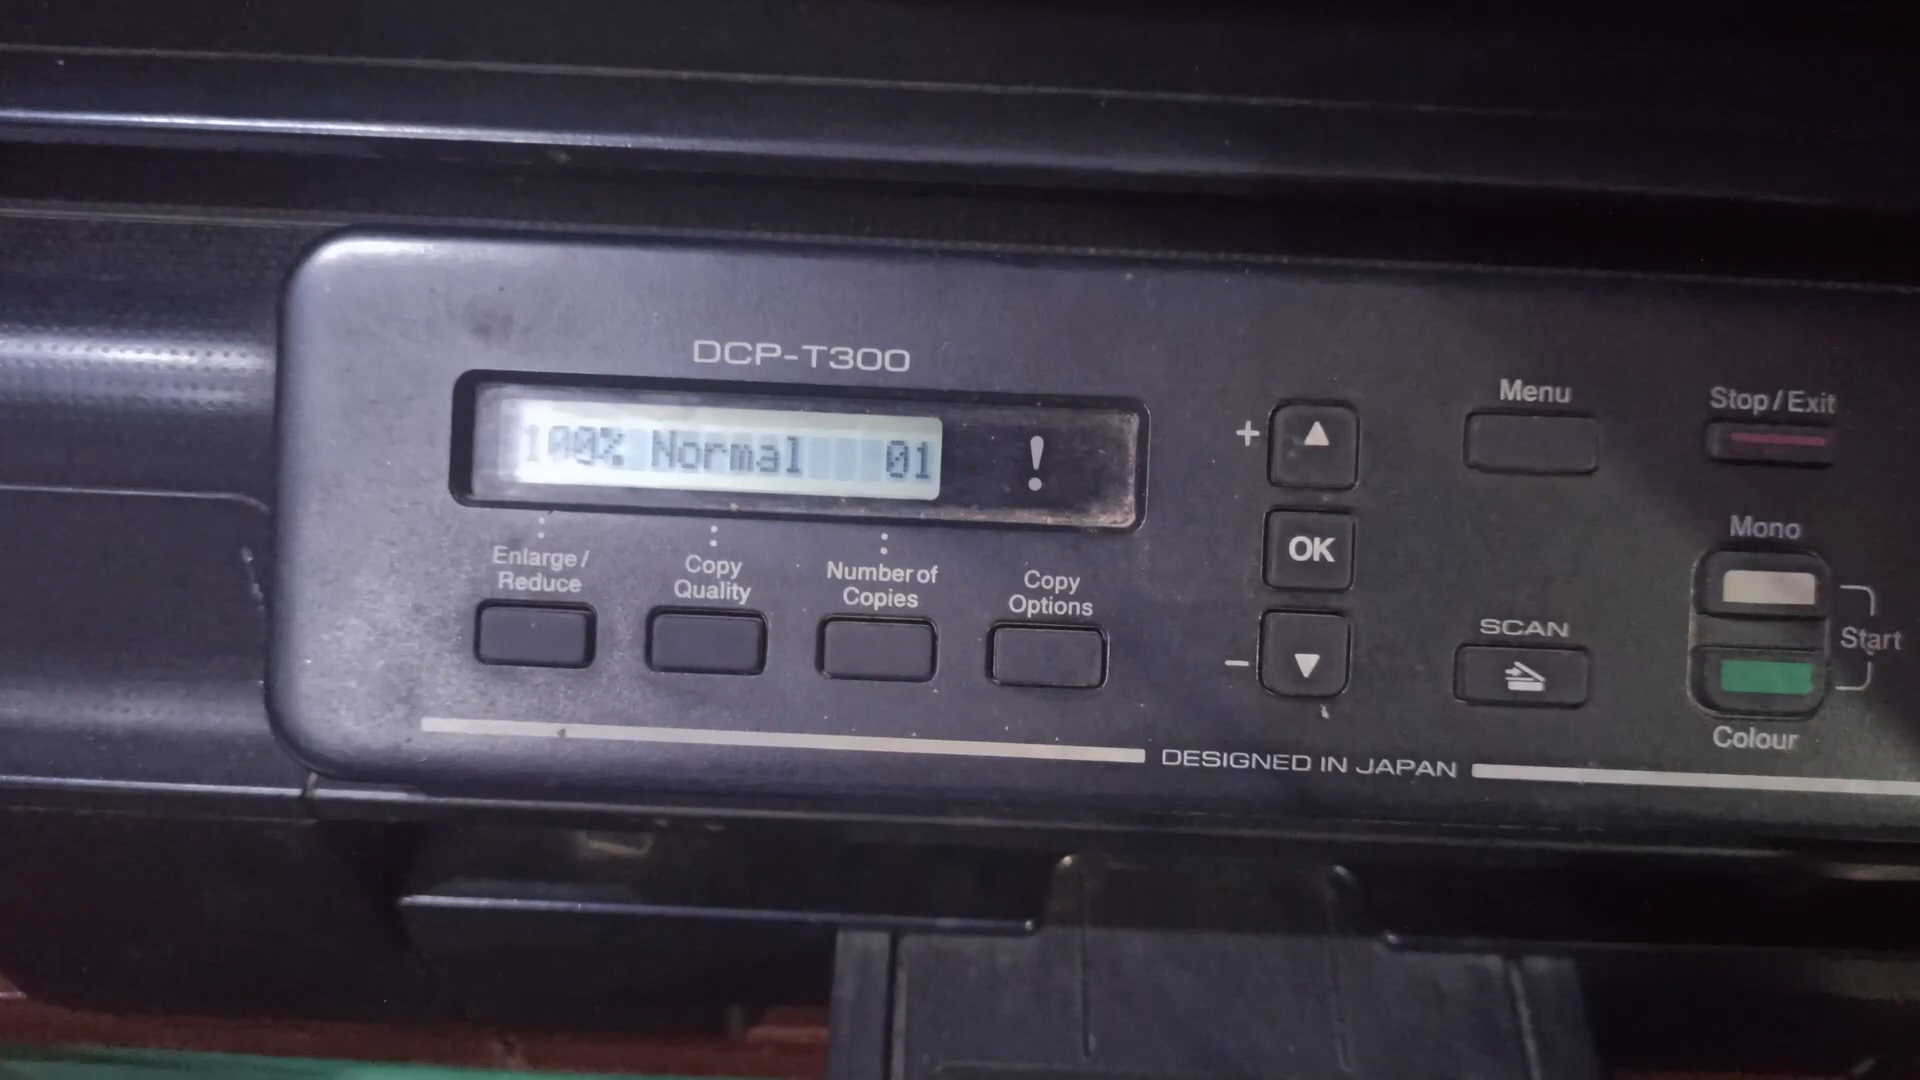 DCP-T300
100% Normal 01
!
Enlarge/
Reduce
Copy
Quality
Number of
Copies
Copy
Options
+
OK
-
Menu
Stop/Exit
SCAN
Mono
Start
Colour
DESIGNED IN JAPAN